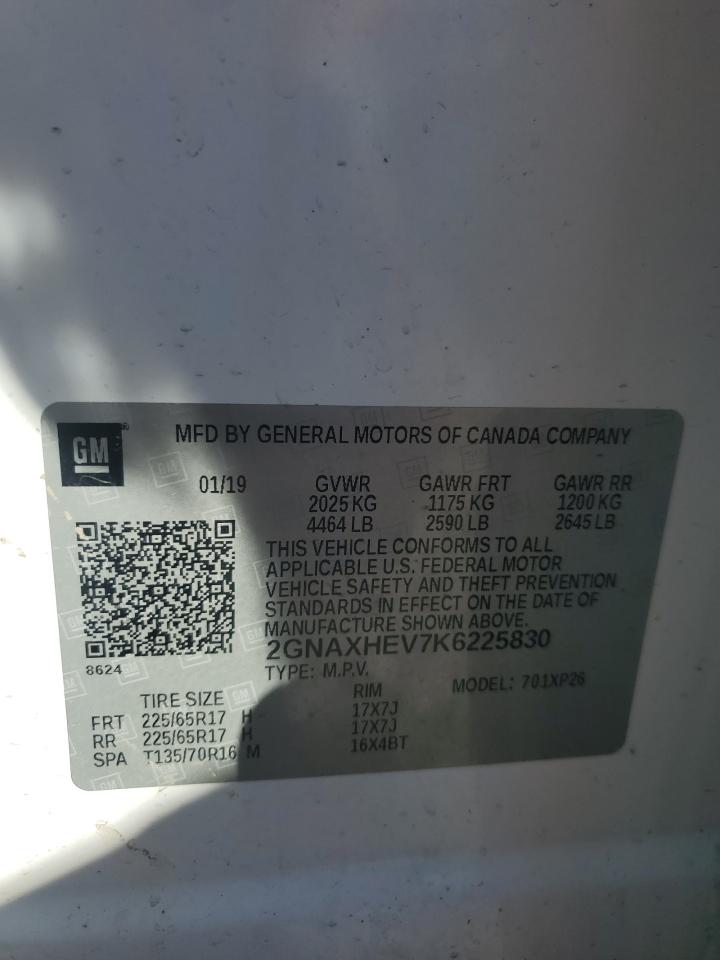 GM
MFD BY GENERAL MOTORS OF CANADA COMPANY
01/19 GVWR GAWR FRT GAWR RR
2025 KG 1175 KG 1200 KG
4464 LB 2590 LB 2645 LB
THIS VEHICLE CONFORMS TO ALL
APPLICABLE U.S. FEDERAL MOTOR
VEHICLE SAFETY AND THEFT PREVENTION
STANDARDS IN EFFECT ON THE DATE OF
MANUFACTURE SHOWN ABOVE.
2GNAXHEV7K6225830
8624
TYPE: M.P.V. MODEL: 701XP26
TIRE SIZE RIM
FRT 225/65R17 H 17X7J
RR 225/65R17 H 17X7J
SPA T135/70R16 M 16X4BT